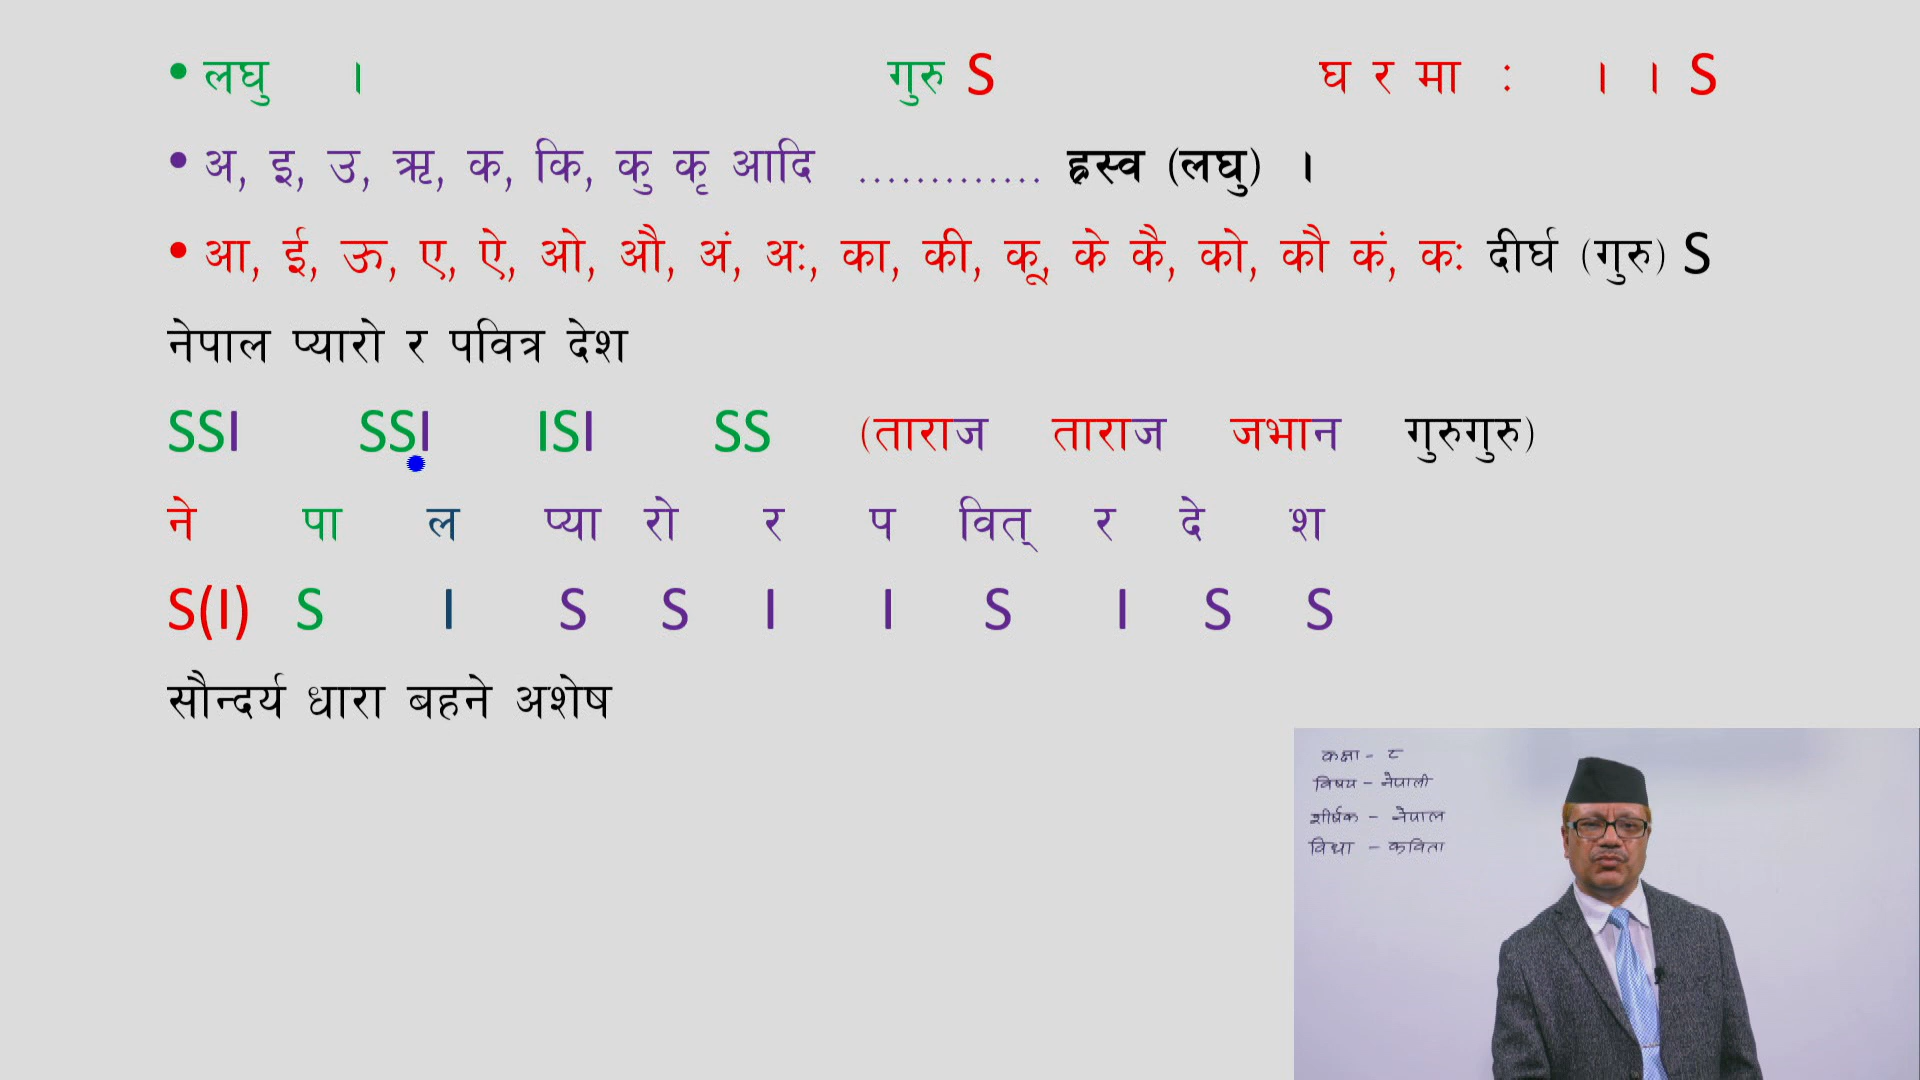 • लघु । गुरु S घ र मा : । । S
• अ, इ, उ, ऋ, क, कि, कु कृ आदि ............. ह्रस्व (लघु) ।
• आ, ई, ऊ, ए, ऐ, ओ, औ, अं, अः, का, की, कू, के कै, को, कौ कं, कः दीर्घ (गुरु) S
नेपाल प्यारो र पवित्र देश
SSI SSI ISI SS (ताराज ताराज जभान गुरुगुरु)
ने पा ल प्या रो र प वित् र दे श
S(I) S I S S I I S I S S
सौन्दर्य धारा बहने अशेष
कक्षा - ८
विषय - नेपाली
शीर्षक - नेपाल
विधा - कविता